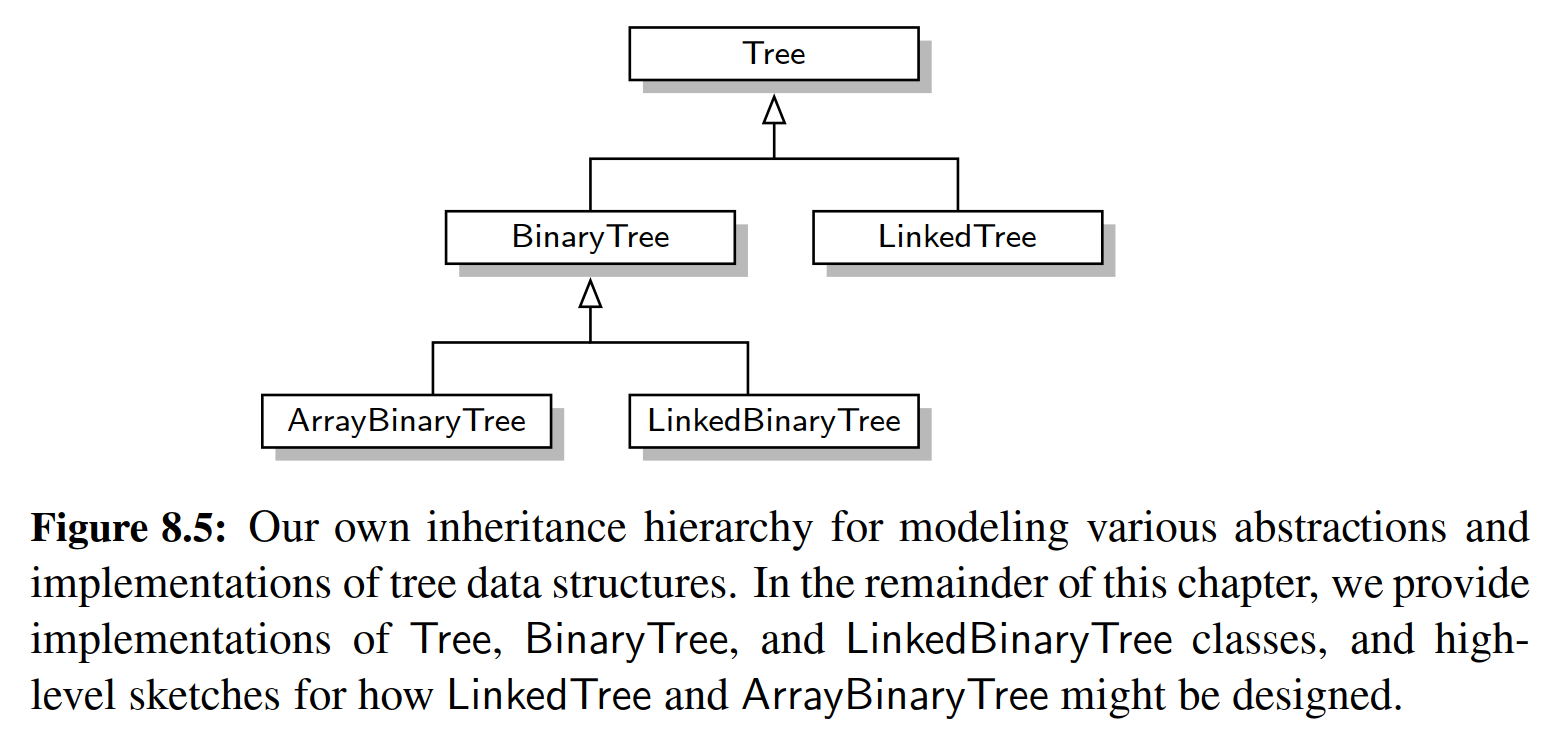 Tree
BinaryTree
LinkedTree
ArrayBinaryTree
LinkedBinaryTree
Figure 8.5: Our own inheritance hierarchy for modeling various abstractions and
implementations of tree data structures. In the remainder of this chapter, we provide
implementations of Tree, BinaryTree, and LinkedBinaryTree classes, and high-
level sketches for how LinkedTree and ArrayBinaryTree might be designed.